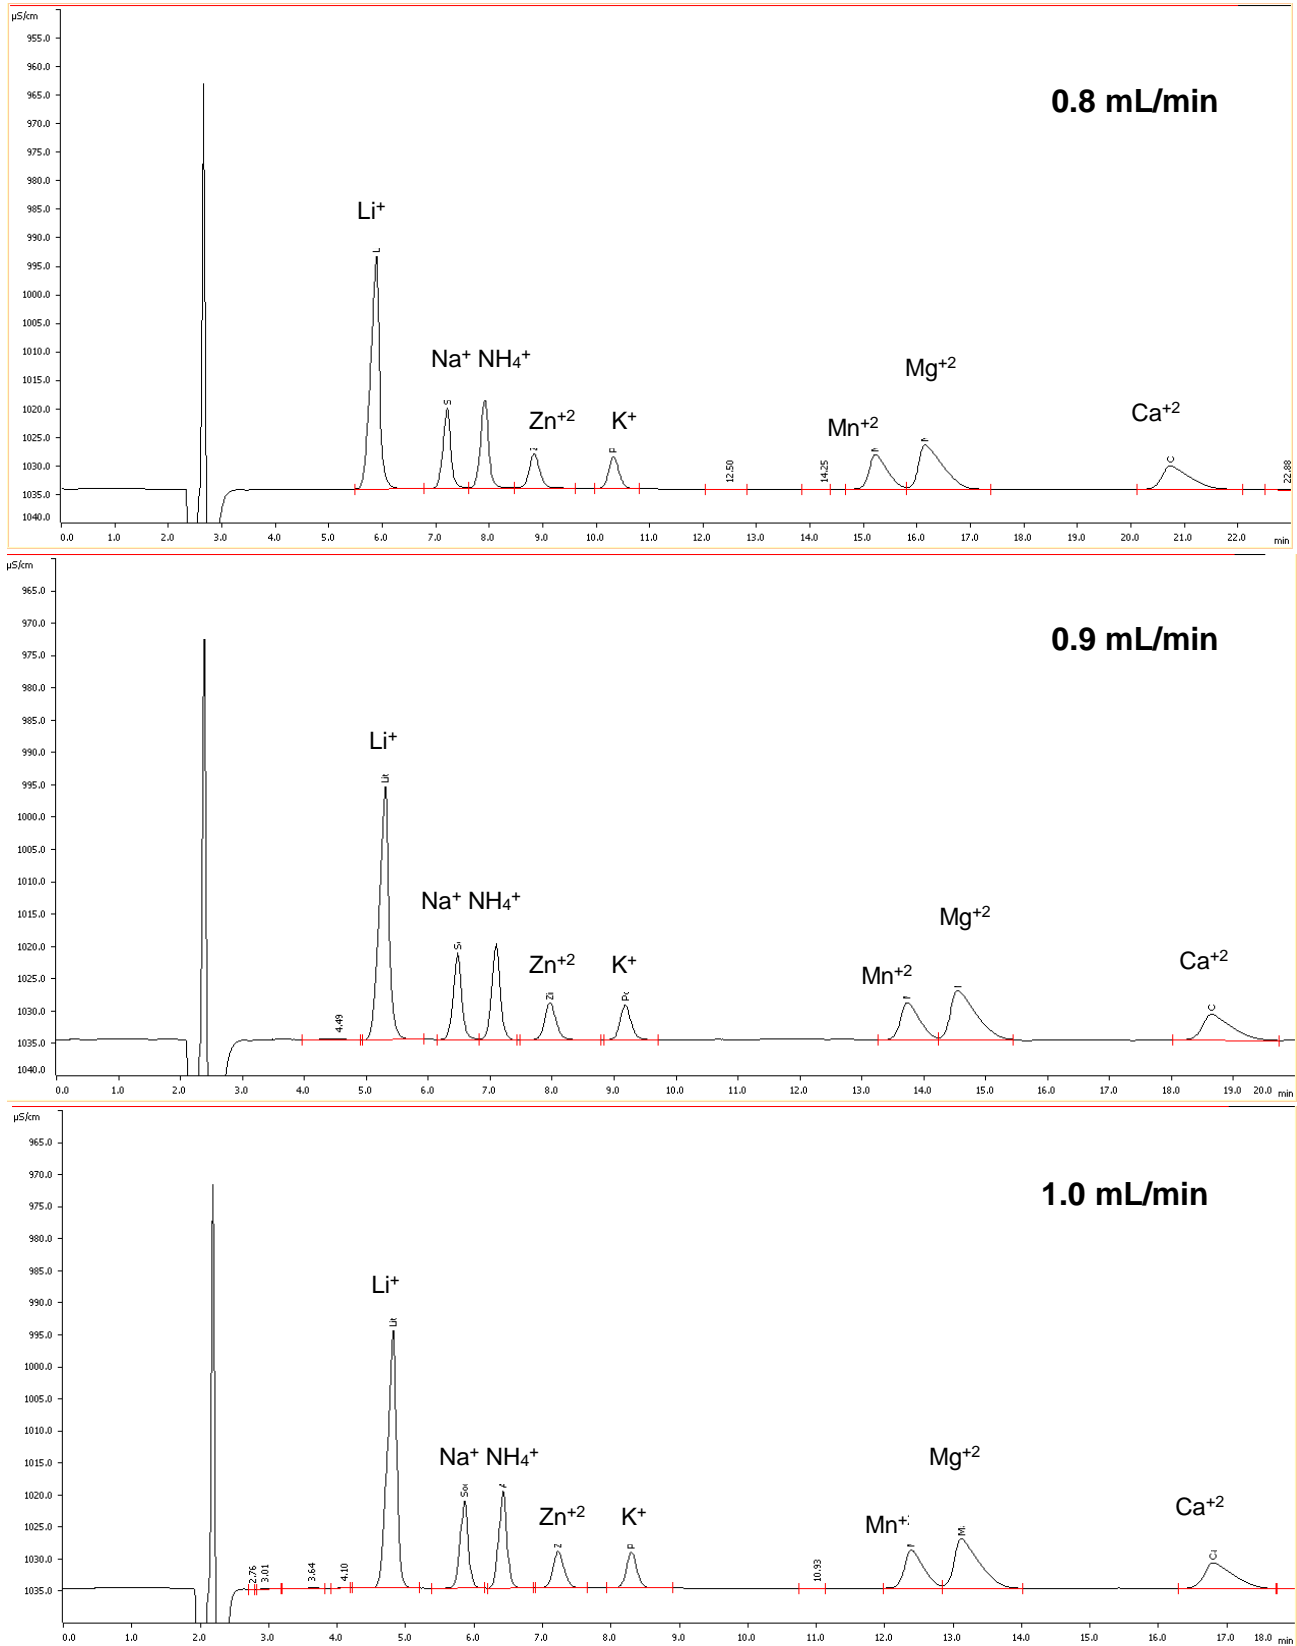 µS/cm
955.0
960.0
965.0
970.0
975.0
980.0
985.0
990.0
995.0
1000.0
1005.0
1010.0
1015.0
1020.0
1025.0
1030.0
1035.0
1040.0
0.8 mL/min
Li⁺
L
Na⁺ NH₄⁺
S
Zn⁺²
K⁺
12.50
14.25
Mn⁺²
Mg⁺²
Ca⁺²
C
22.88
0.0 1.0 2.0 3.0 4.0 5.0 6.0 7.0 8.0 9.0 10.0 11.0 12.0 13.0 14.0 15.0 16.0 17.0 18.0 19.0 20.0 21.0 22.0 min
µS/cm
965.0
970.0
975.0
980.0
985.0
990.0
995.0
1000.0
1005.0
1010.0
1015.0
1020.0
1025.0
1030.0
1035.0
1040.0
0.9 mL/min
4.49
Li⁺
Lit
Na⁺ NH₄⁺
Zn⁺²
Zi
K⁺
Po
Mn⁺²
Mg⁺²
Ca⁺²
C
0.0 1.0 2.0 3.0 4.0 5.0 6.0 7.0 8.0 9.0 10.0 11.0 12.0 13.0 14.0 15.0 16.0 17.0 18.0 19.0 20.0 min
µS/cm
965.0
970.0
975.0
980.0
985.0
990.0
995.0
1000.0
1005.0
1010.0
1015.0
1020.0
1025.0
1030.0
1035.0
1.0 mL/min
2.76
3.01
3.64
4.10
Li⁺
Lit
Na⁺ NH₄⁺
Soc
Zn⁺²
Z
K⁺
10.93
Mn⁺
Mg⁺²
M
Ca⁺²
Ca
0.0 1.0 2.0 3.0 4.0 5.0 6.0 7.0 8.0 9.0 10.0 11.0 12.0 13.0 14.0 15.0 16.0 17.0 18.0 min